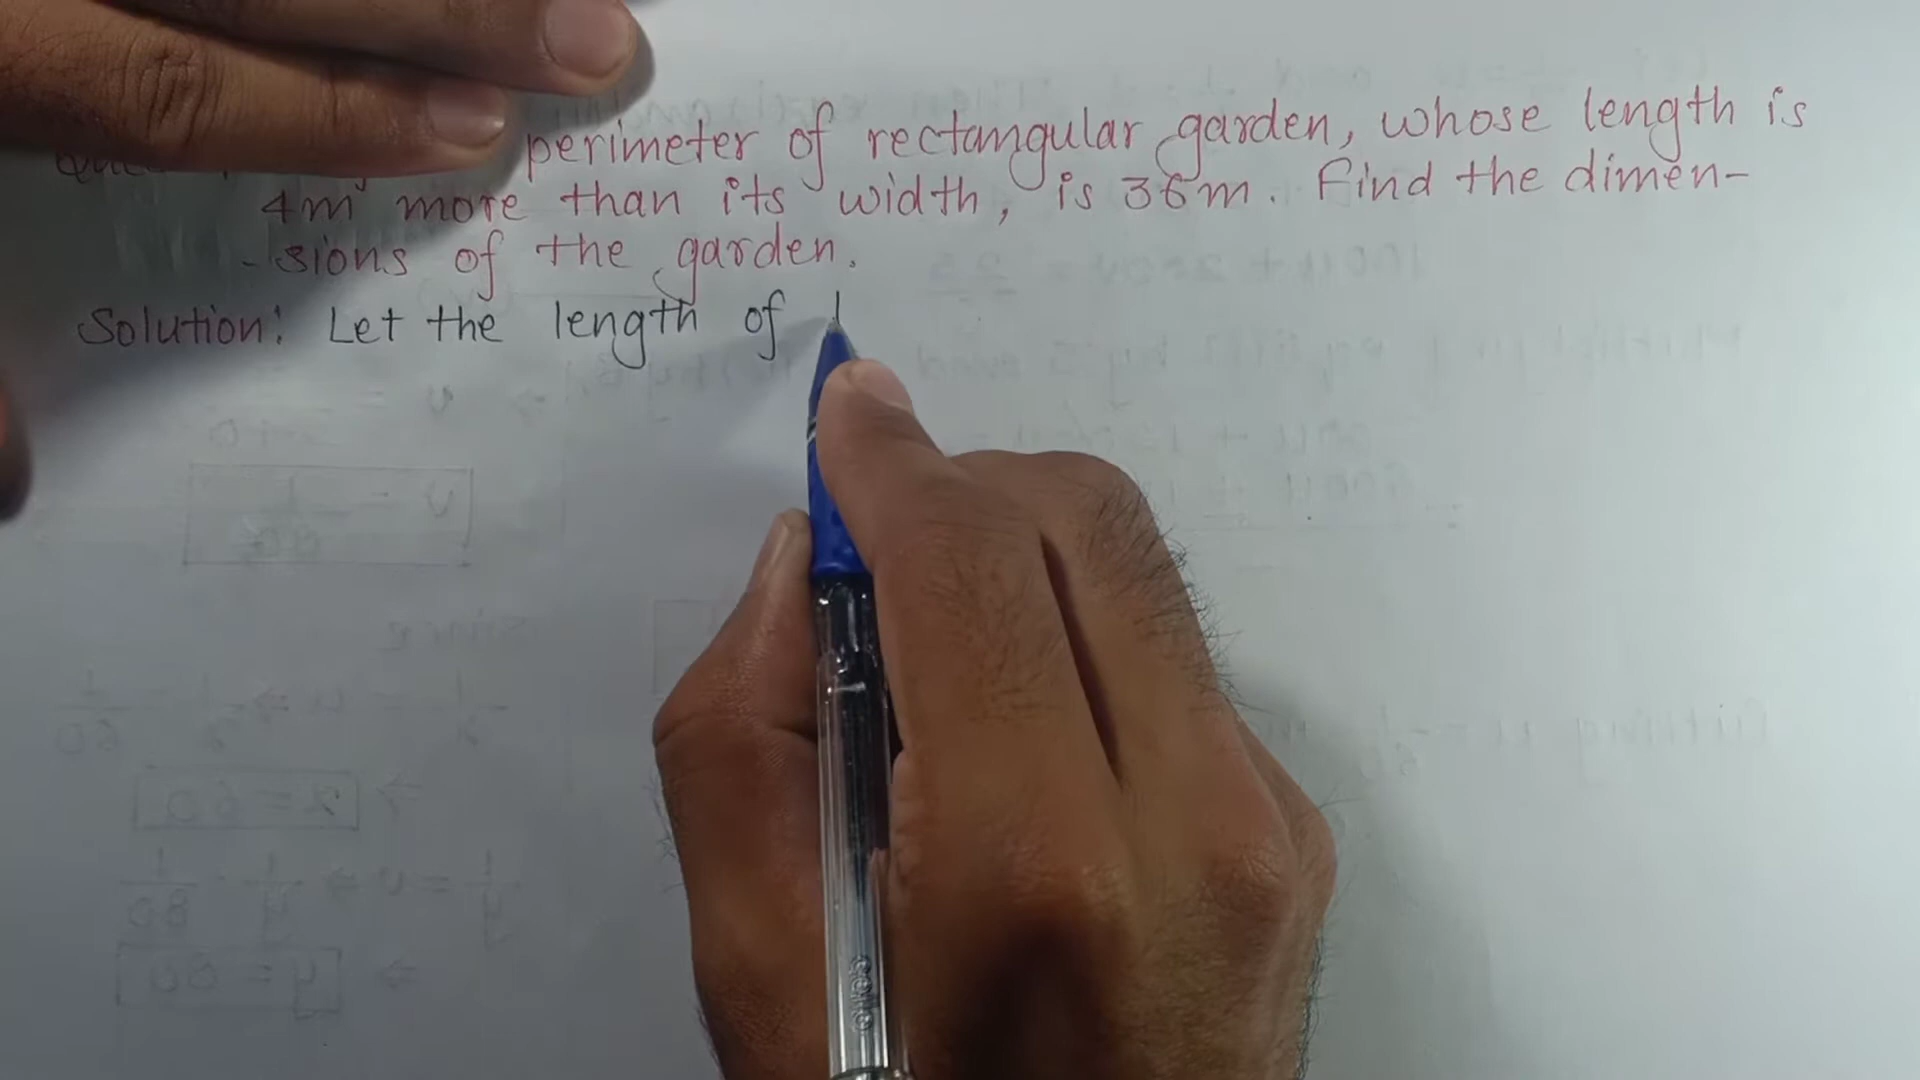 perimeter of rectangular garden, whose length is
4m more than its width, is 36m. Find the dimen-
-sions of the garden.
Solution: Let the length of
cello